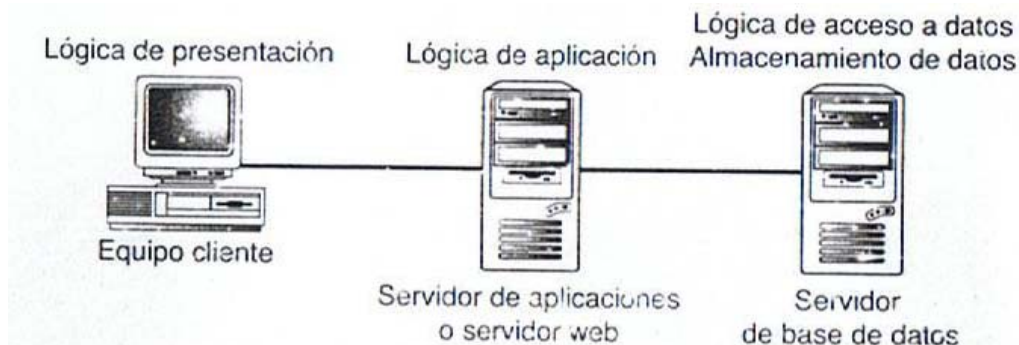 Lógica de presentación
Equipo cliente
Lógica de aplicación
Servidor de aplicaciones
o servidor web
Lógica de acceso a datos
Almacenamiento de datos
Servidor
de base de datos